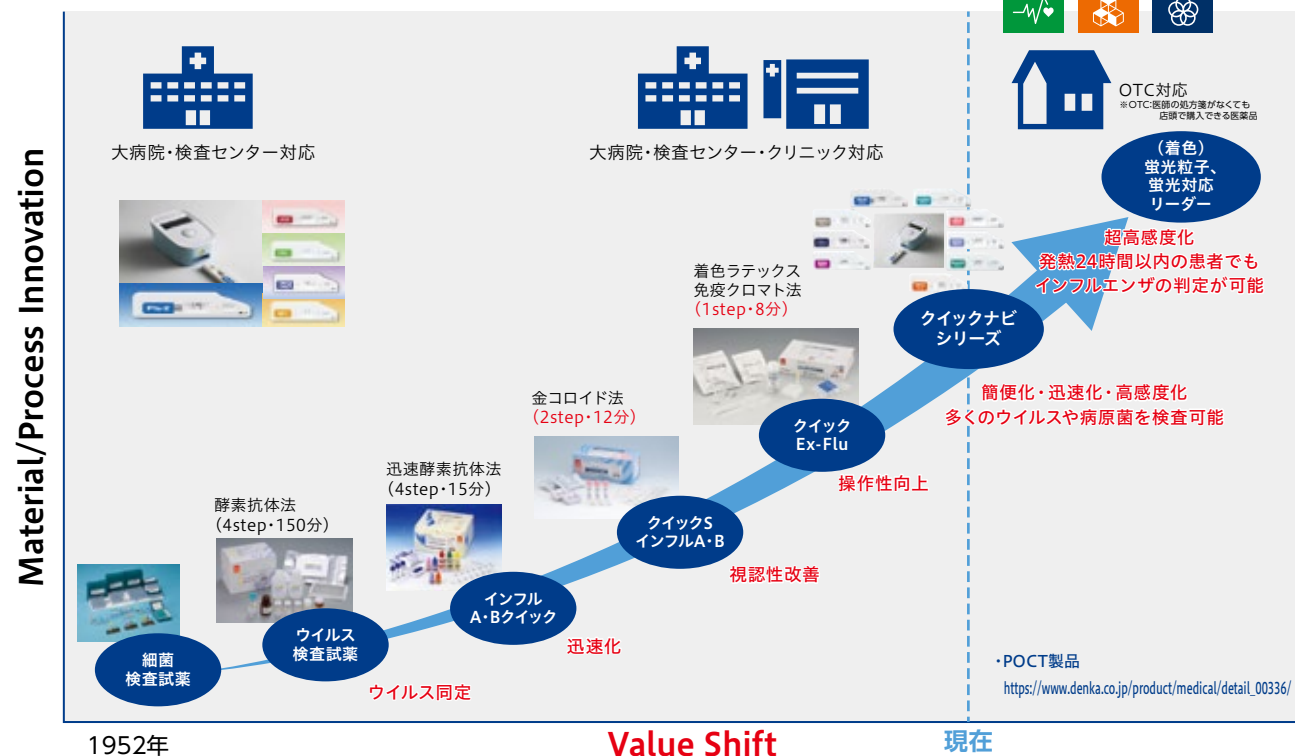 Material/Process Innovation
大病院・検査センター対応
大病院・検査センター・クリニック対応
OTC対応
※OTC:医師の処方箋がなくても
店頭で購入できる医薬品
(着色)
蛍光粒子、
蛍光対応
リーダー
超高感度化
発熱24時間以内の患者でも
インフルエンザの判定が可能
着色ラテックス
免疫クロマト法
(1step・8分)
クイックナビ
シリーズ
簡便化・迅速化・高感度化
多くのウイルスや病原菌を検査可能
金コロイド法
(2step・12分)
クイック
Ex-Flu
操作性向上
迅速酵素抗体法
(4step・15分)
クイックS
インフルA・B
視認性改善
酵素抗体法
(4step・150分)
インフル
A・Bクイック
迅速化
ウイルス
検査試薬
ウイルス同定
細菌
検査試薬
・POCT製品
https://www.denka.co.jp/product/medical/detail_00336/
1952年
Value Shift
現在